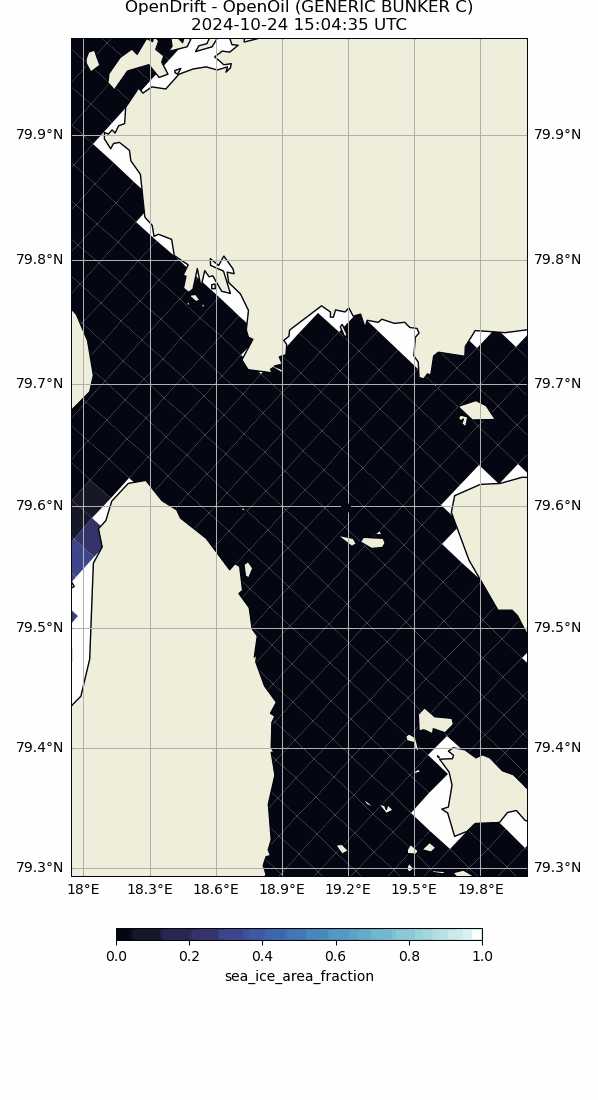 OpenDrift - OpenOil (GENERIC BUNKER C)
2024-10-24 15:04:35 UTC
79.9°N 79.9°N
79.8°N 79.8°N
79.7°N 79.7°N
79.6°N 79.6°N
79.5°N 79.5°N
79.4°N 79.4°N
79.3°N 79.3°N
18°E 18.3°E 18.6°E 18.9°E 19.2°E 19.5°E 19.8°E
0.0 0.2 0.4 0.6 0.8 1.0
sea_ice_area_fraction